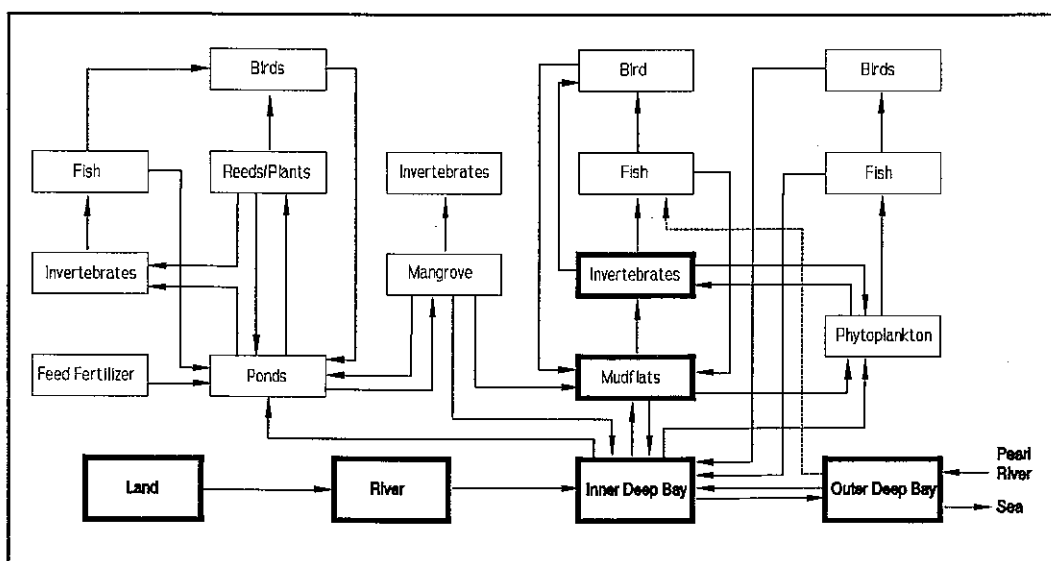 Birds
Bird
Birds
Fish
Reeds/Plants
Invertebrates
Fish
Fish
Invertebrates
Mangrove
Invertebrates
Phytoplankton
Feed Fertilizer
Ponds
Mudflats
Land
River
Inner Deep Bay
Outer Deep Bay
Pearl
River
Sea